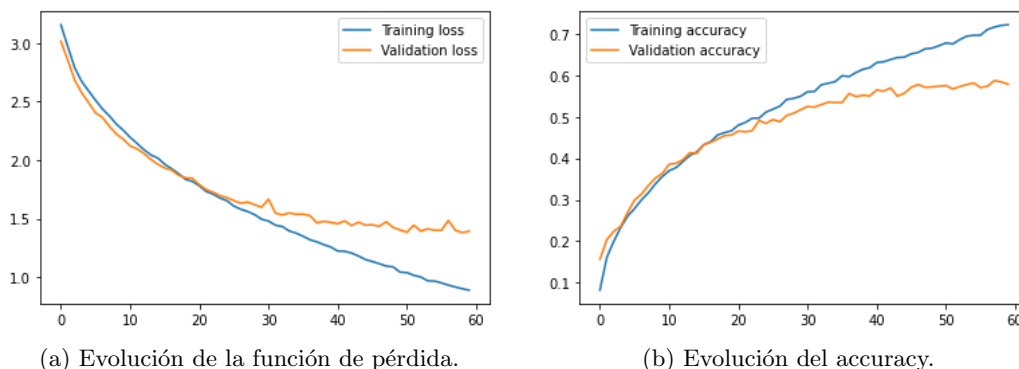 Training loss
Validation loss
3.0
2.5
2.0
1.5
1.0
0 10 20 30 40 50 60
(a) Evolución de la función de pérdida.
Training accuracy
Validation accuracy
0.7
0.6
0.5
0.4
0.3
0.2
0.1
0 10 20 30 40 50 60
(b) Evolución del accuracy.